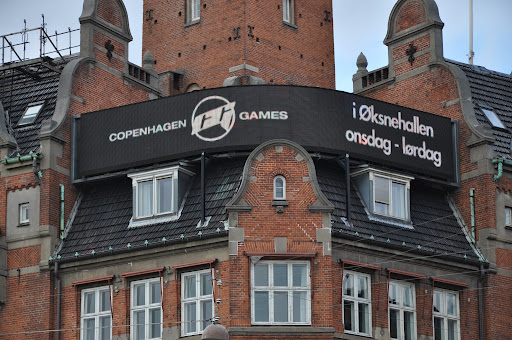 COPENHAGEN GAMES
i Øksnehallen
onsdag - lørdag